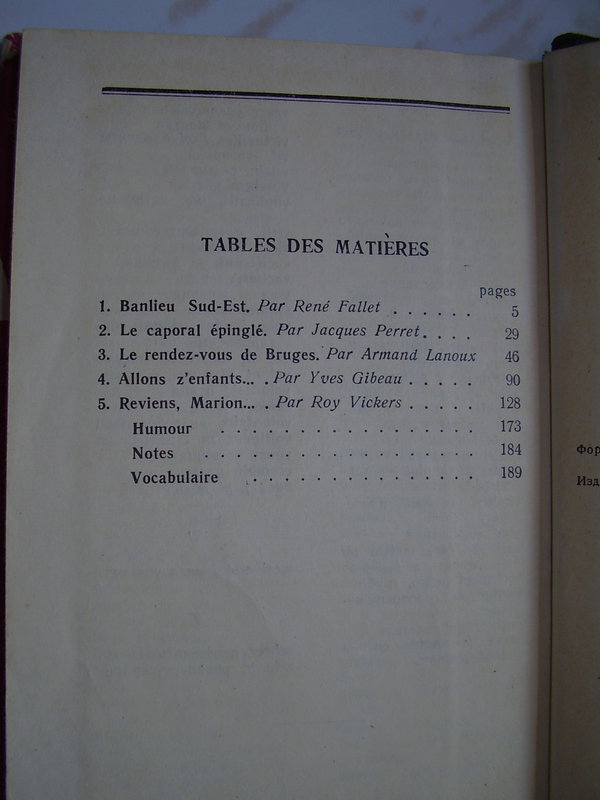 TABLES DES MATIÈRES
pages
1. Banlieu Sud-Est. Par René Fallet . . . . . . 5
2. Le caporal épinglé. Par Jacques Perret. . . . 29
3. Le rendez-vous de Bruges. Par Armand Lanoux 46
4. Allons z'enfants... . Par Yves Gibeau . . . . . 90
5. Reviens, Marion... . Par Roy Vickers . . . . . 128
Humour . . . . . . . . . . . . . . . . . 173
Notes . . . . . . . . . . . . . . . . . . 184
Vocabulaire . . . . . . . . . . . . . . . 189
Фор
Изд